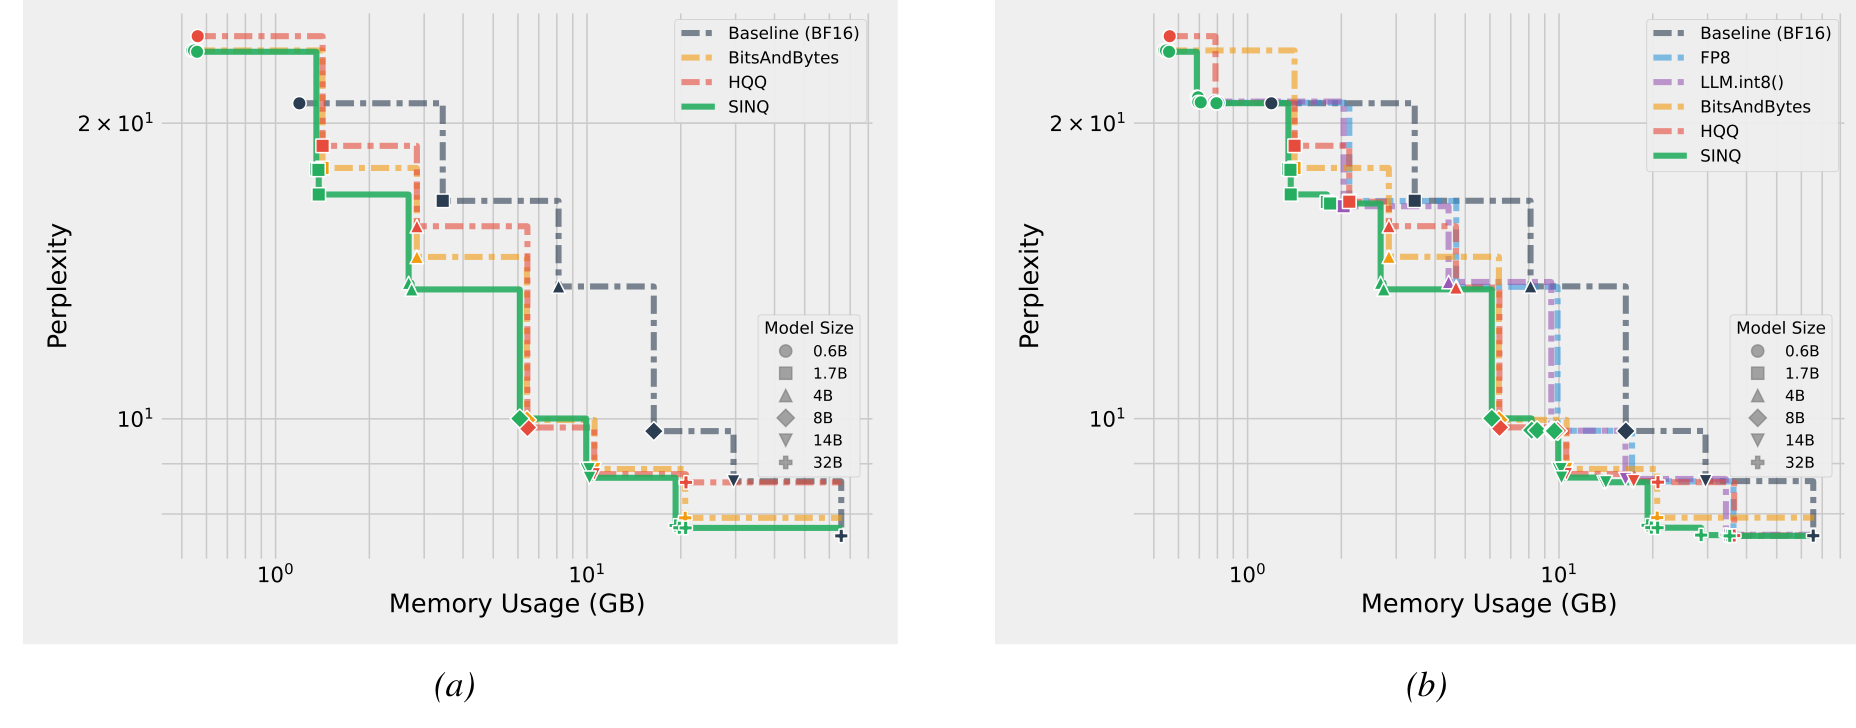 Baseline (BF16)
BitsAndBytes
HQQ
SINQ
2 × 10¹
10¹
Perplexity
Model Size
0.6B
1.7B
4B
8B
14B
32B
10⁰
10¹
Memory Usage (GB)
(a)
Baseline (BF16)
FP8
LLM.int8()
BitsAndBytes
HQQ
SINQ
2 × 10¹
10¹
Perplexity
Model Size
0.6B
1.7B
4B
8B
14B
32B
10⁰
10¹
Memory Usage (GB)
(b)